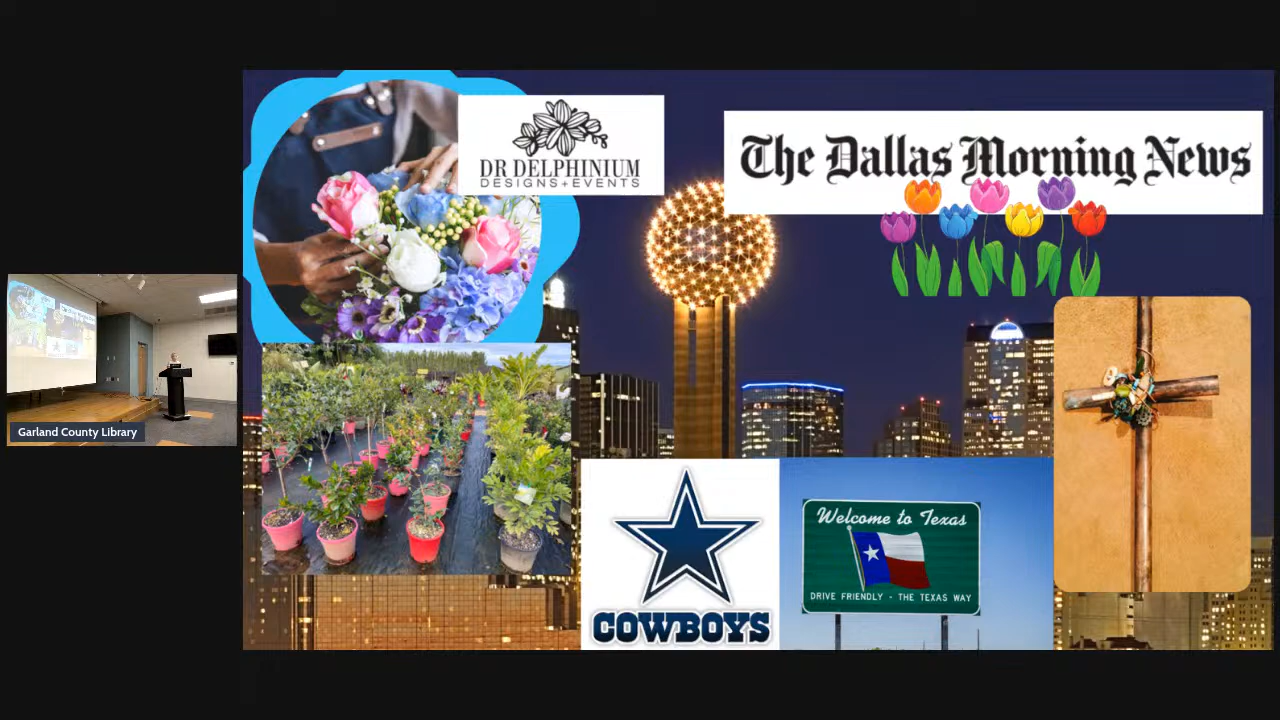 DR DELPHINIUM
DESIGNS+EVENTS
The Dallas Morning News
Garland County Library
Welcome to Texas
DRIVE FRIENDLY - THE TEXAS WAY
COWBOYS